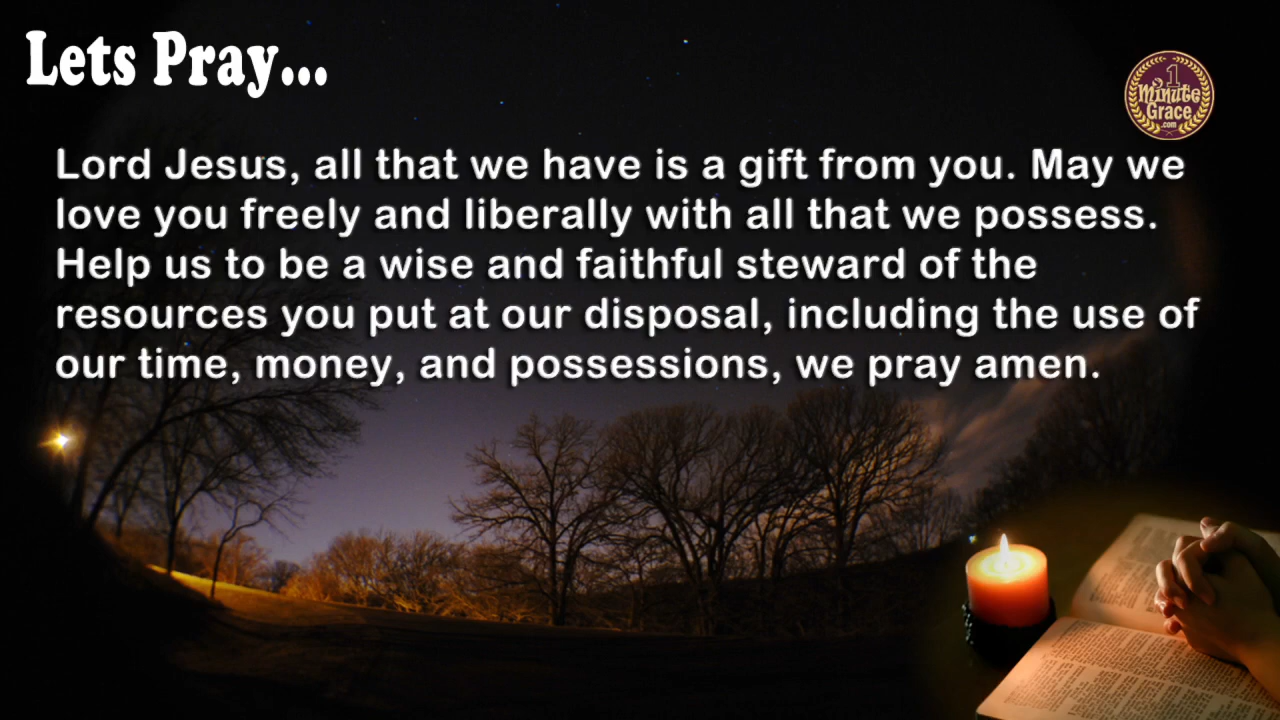 Lets Pray...
1
Minute
Grace
.com
Lord Jesus, all that we have is a gift from you. May we
love you freely and liberally with all that we possess.
Help us to be a wise and faithful steward of the
resources you put at our disposal, including the use of
our time, money, and possessions, we pray amen.